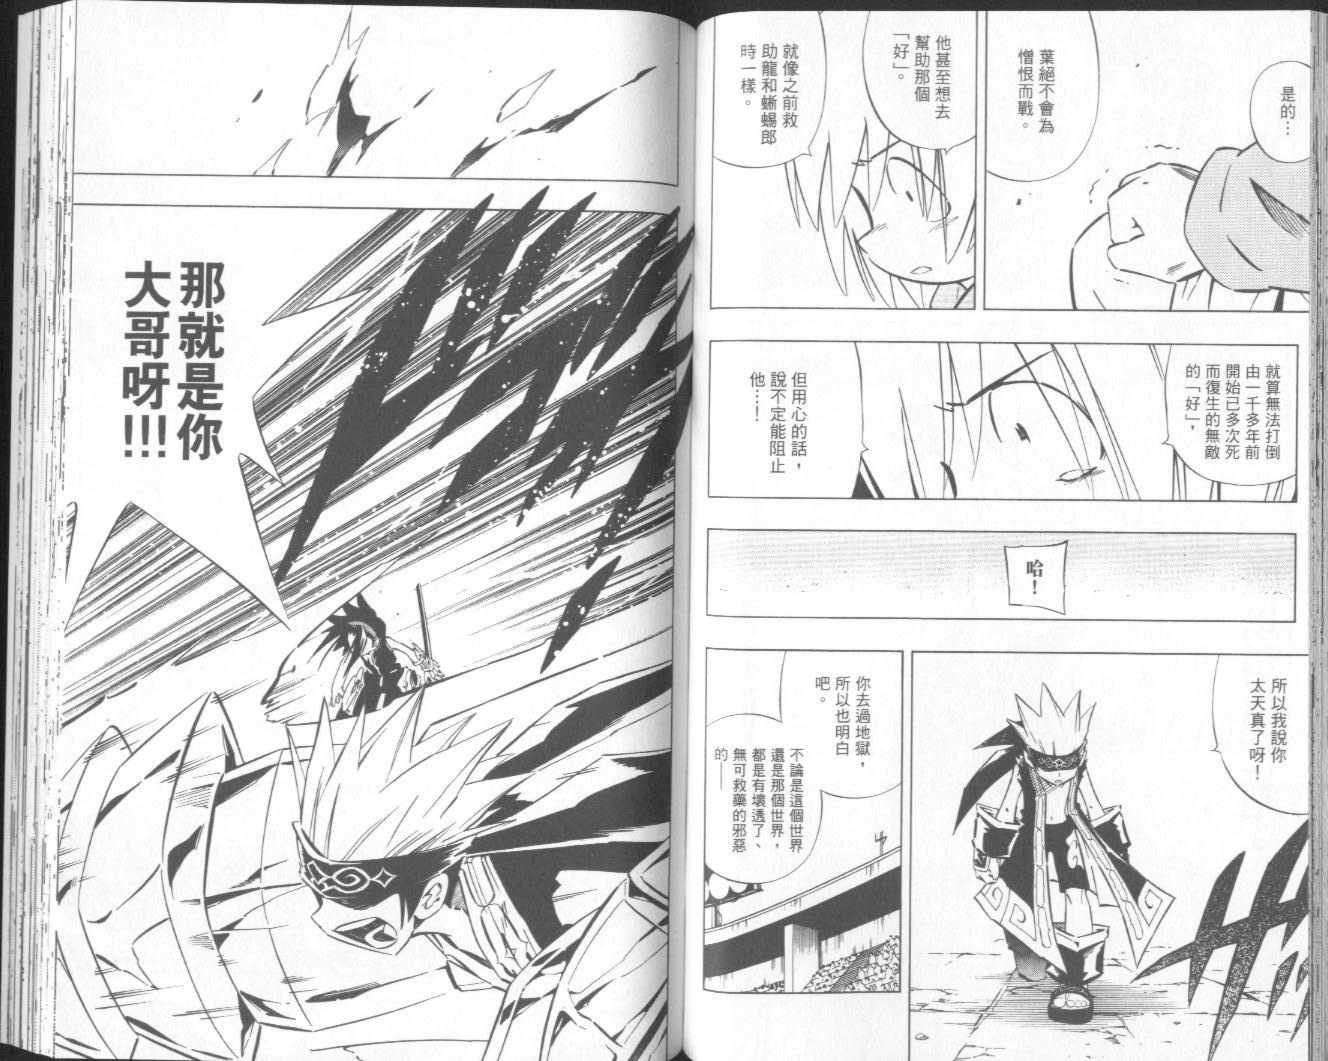 是的…
葉絕不會為
憎恨而戰。
他甚至想去
幫助那個
「好」。
就像之前救
助龍和蜥蜴郎
時一樣。
就算無法打倒
由一千多年前
開始已多次死
而復生的無敵
的「好」，
但用心的話，
說不定能阻止
他…！
哈！
所以我說你
太天真了呀！
你去過地獄，
所以也明白
吧。
不論是這個世界
還是那個世界，
都是有壞透了、
無可救藥的邪惡
的——
那就是你
大哥呀!!!